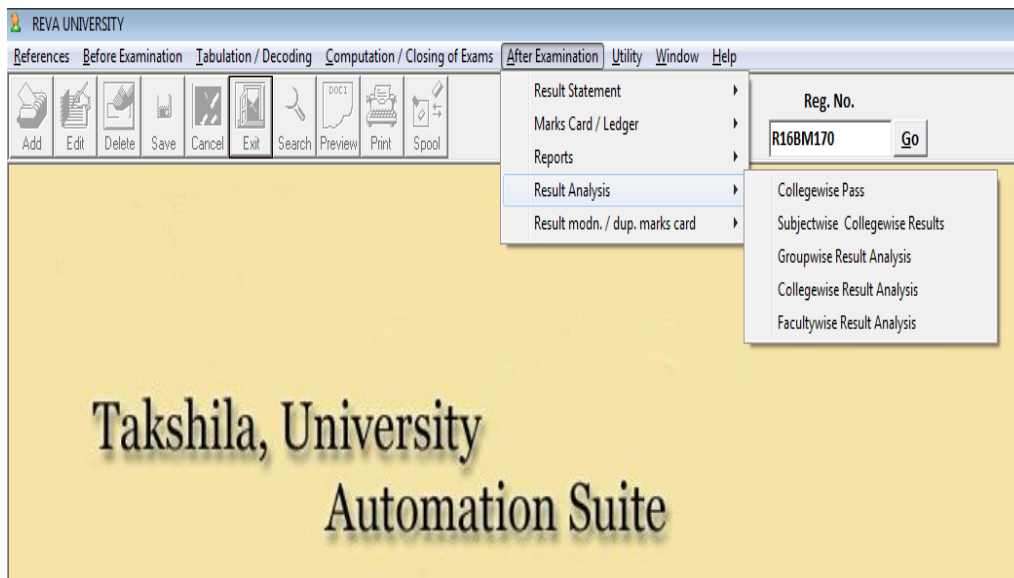 REVA UNIVERSITY
References Before Examination Tabulation / Decoding Computation / Closing of Exams After Examination Utility Window Help
Add Edit Delete Save Cancel Exit Search DOC1 Preview Print Spool
Reg. No.
R16BM170 Go
Result Statement
Marks Card / Ledger
Reports
Result Analysis
Result modn. / dup. marks card
Collegewise Pass
Subjectwise Collegewise Results
Groupwise Result Analysis
Collegewise Result Analysis
Facultywise Result Analysis
Takshila, University
Automation Suite